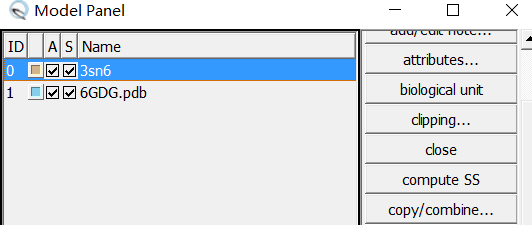 Model Panel
ID A S Name
0 3sn6
1 6GDG.pdb
add/edit note...
attributes...
biological unit
clipping...
close
compute SS
copy/combine...